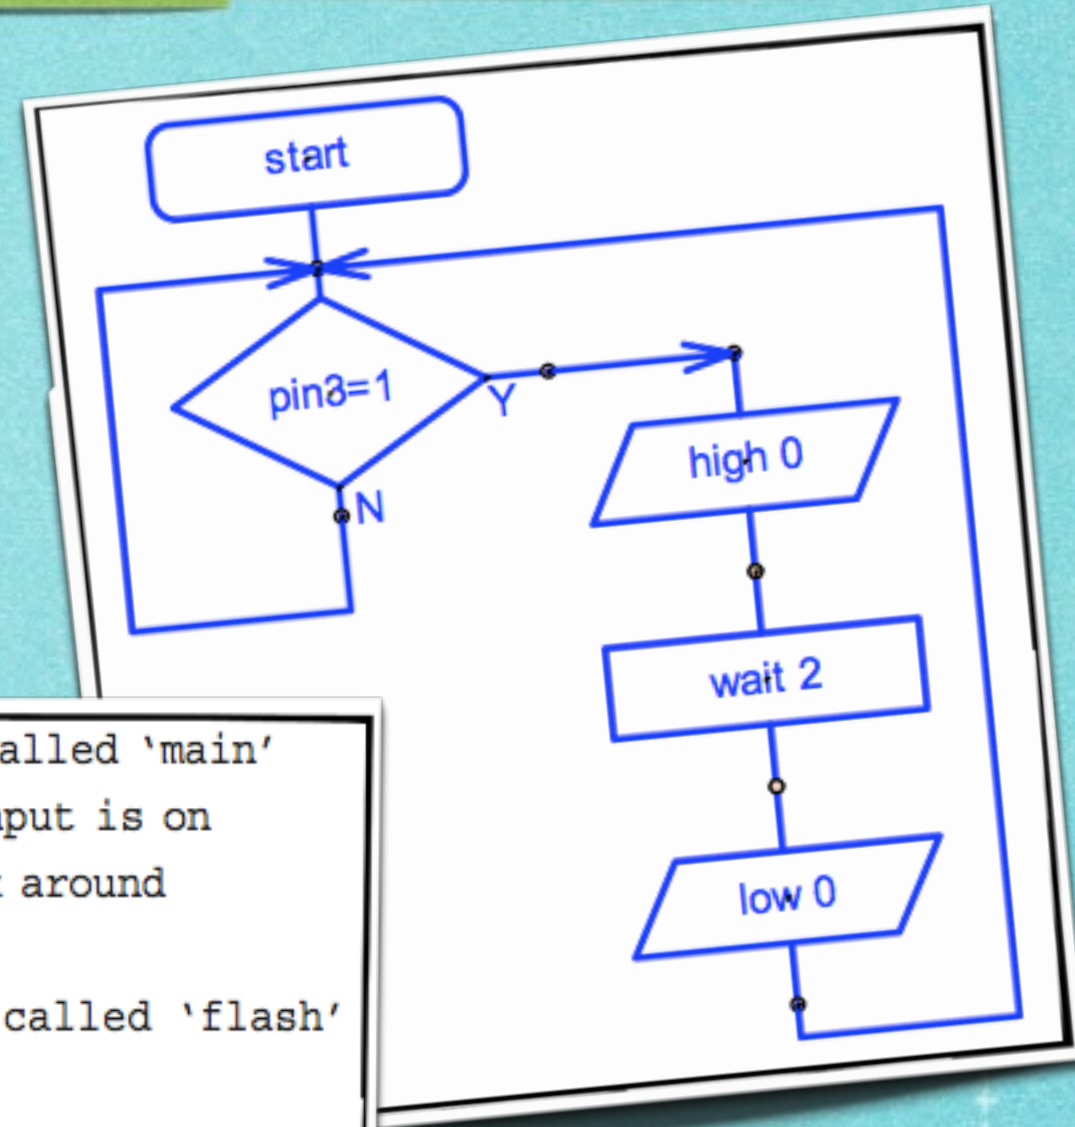 start
pin3=1
Y
N
high 0
wait 2
low 0
alled ‘main’
put is on
around
called ‘flash’